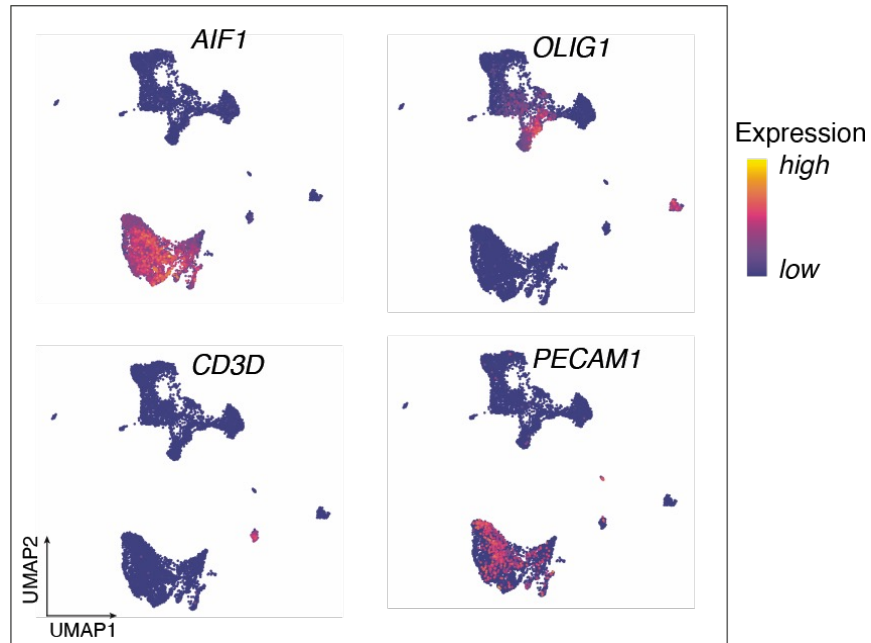 AIF1
OLIG1
Expression
high
low
CD3D
PECAM1
UMAP2
UMAP1